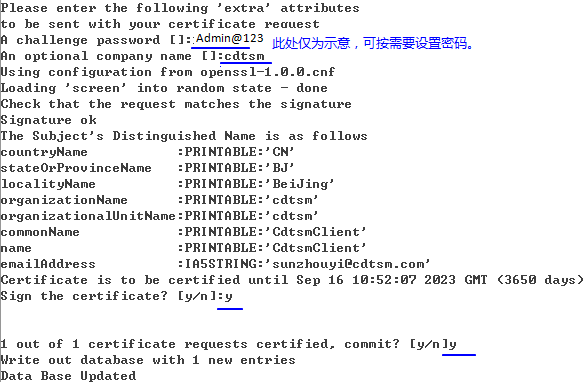 Please enter the following 'extra' attributes
to be sent with your certificate request
A challenge password []:Admin@123 此处仅为示意，可按需要设置密码。
An optional company name []:cdtsm
Using configuration from openssl-1.0.0.cnf
Loading 'screen' into random state - done
Check that the request matches the signature
Signature ok
The Subject's Distinguished Name is as follows
countryName :PRINTABLE:'CN'
stateOrProvinceName :PRINTABLE:'BJ'
localityName :PRINTABLE:'BeiJing'
organizationName :PRINTABLE:'cdtsm'
organizationalUnitName:PRINTABLE:'cdtsm'
commonName :PRINTABLE:'CdtsmClient'
name :PRINTABLE:'CdtsmClient'
emailAddress :IA5STRING:'sunzhouyi@cdtsm.com'
Certificate is to be certified until Sep 16 10:52:07 2023 GMT (3650 days)
Sign the certificate? [y/n]:y
1 out of 1 certificate requests certified, commit? [y/n]y
Write out database with 1 new entries
Data Base Updated